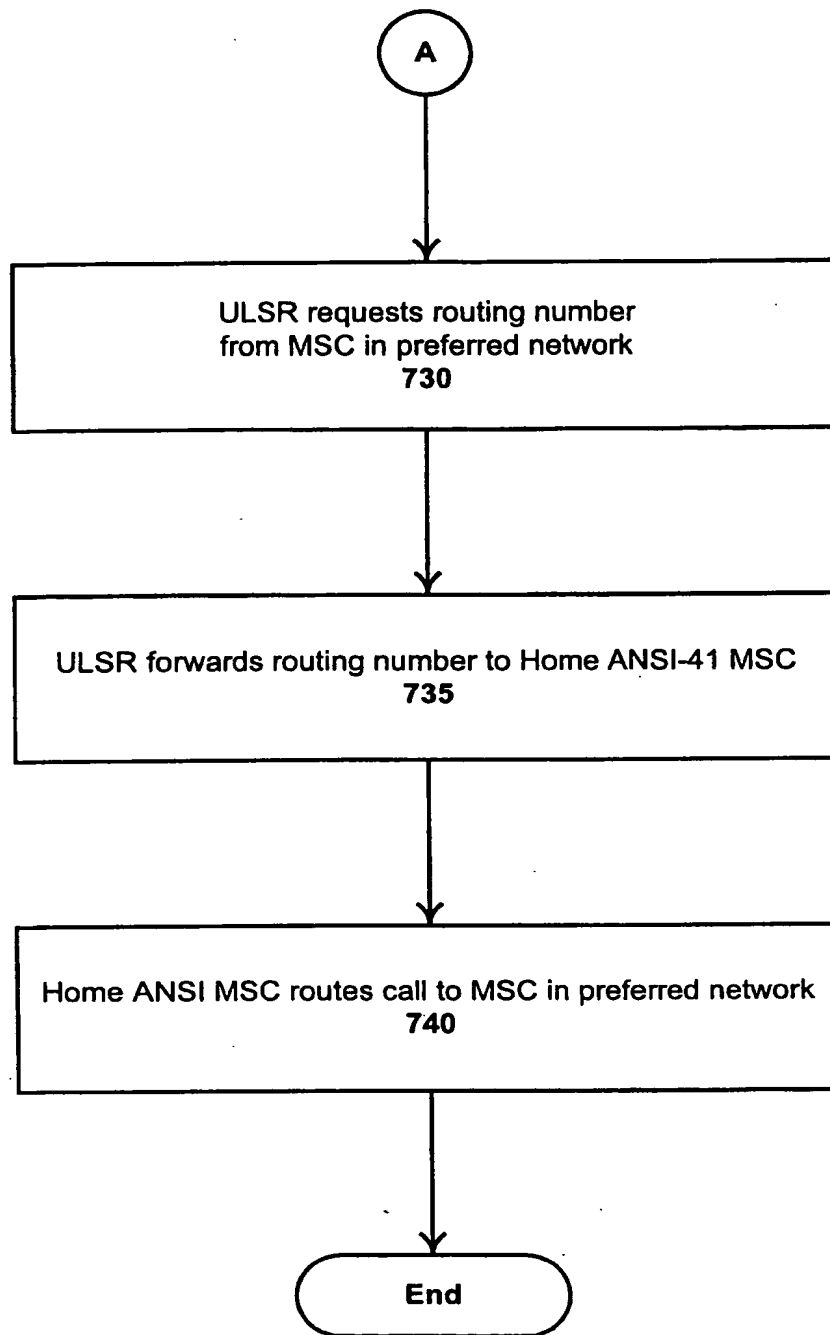 A
ULSR requests routing number
from MSC in preferred network
730
ULSR forwards routing number to Home ANSI-41 MSC
735
Home ANSI MSC routes call to MSC in preferred network
740
End